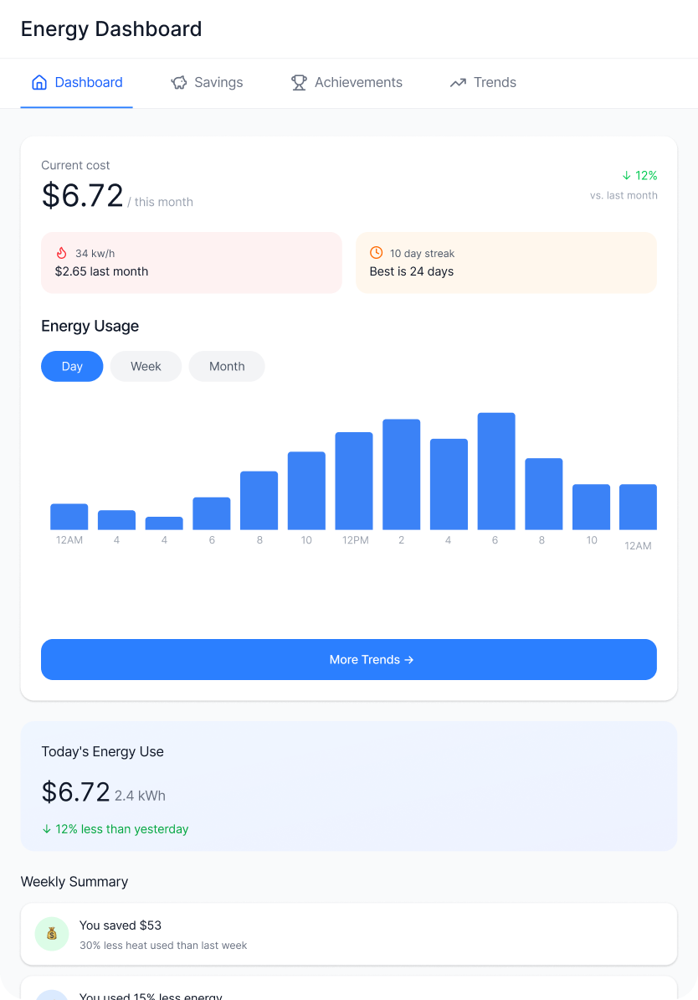 Energy Dashboard
Dashboard Savings Achievements Trends
Current cost
$6.72 / this month
↓ 12%
vs. last month
34 kw/h
$2.65 last month
10 day streak
Best is 24 days
Energy Usage
Day Week Month
12AM 4 4 6 8 10 12PM 2 4 6 8 10 12AM
More Trends →
Today's Energy Use
$6.72 2.4 kWh
↓ 12% less than yesterday
Weekly Summary
You saved $53
30% less heat used than last week
You used 15% less energy